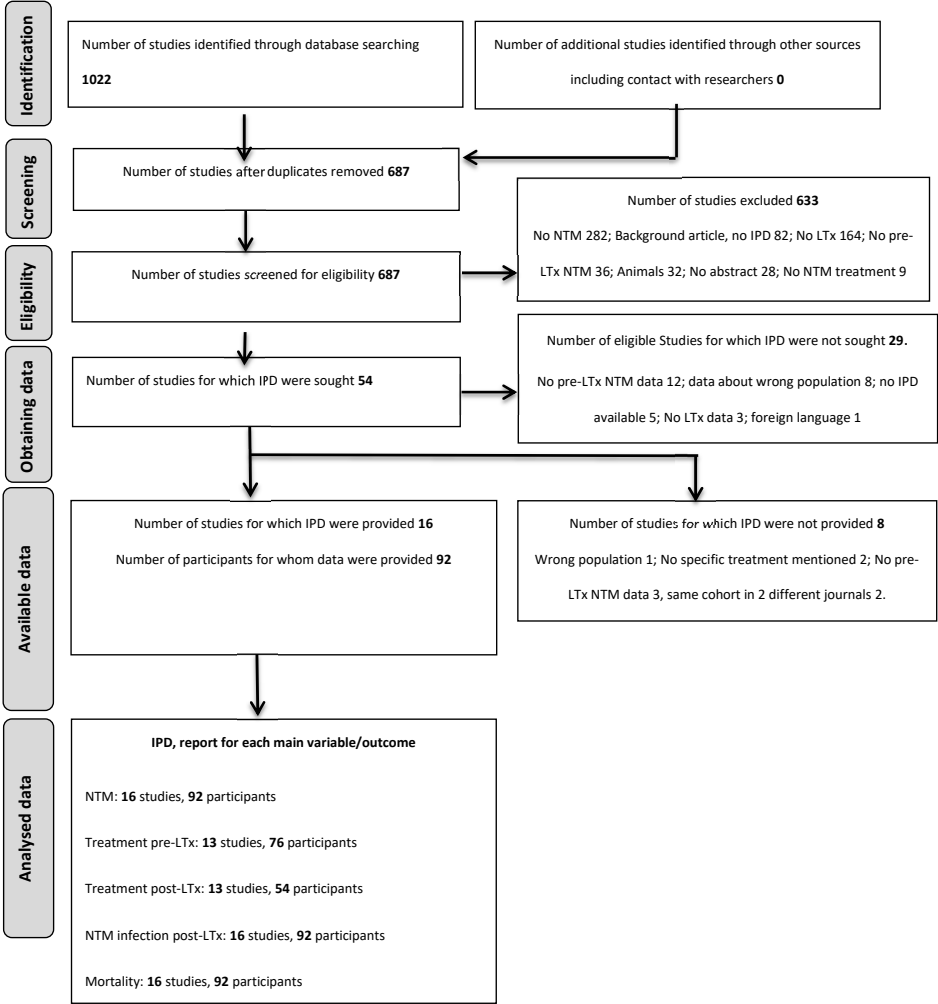 Identification
Number of studies identified through database searching
1022
Number of additional studies identified through other sources
including contact with researchers 0
Screening
Number of studies after duplicates removed 687
Number of studies excluded 633
No NTM 282; Background article, no IPD 82; No LTx 164; No pre-
LTx NTM 36; Animals 32; No abstract 28; No NTM treatment 9
Eligibility
Number of studies screened for eligibility 687
Number of eligible Studies for which IPD were not sought 29.
No pre-LTx NTM data 12; data about wrong population 8; no IPD
available 5; No LTx data 3; foreign language 1
Obtaining data
Number of studies for which IPD were sought 54
Available data
Number of studies for which IPD were provided 16
Number of participants for whom data were provided 92
Number of studies for which IPD were not provided 8
Wrong population 1; No specific treatment mentioned 2; No pre-
LTx NTM data 3, same cohort in 2 different journals 2.
Analysed data
IPD, report for each main variable/outcome
NTM: 16 studies, 92 participants
Treatment pre-LTx: 13 studies, 76 participants
Treatment post-LTx: 13 studies, 54 participants
NTM infection post-LTx: 16 studies, 92 participants
Mortality: 16 studies, 92 participants